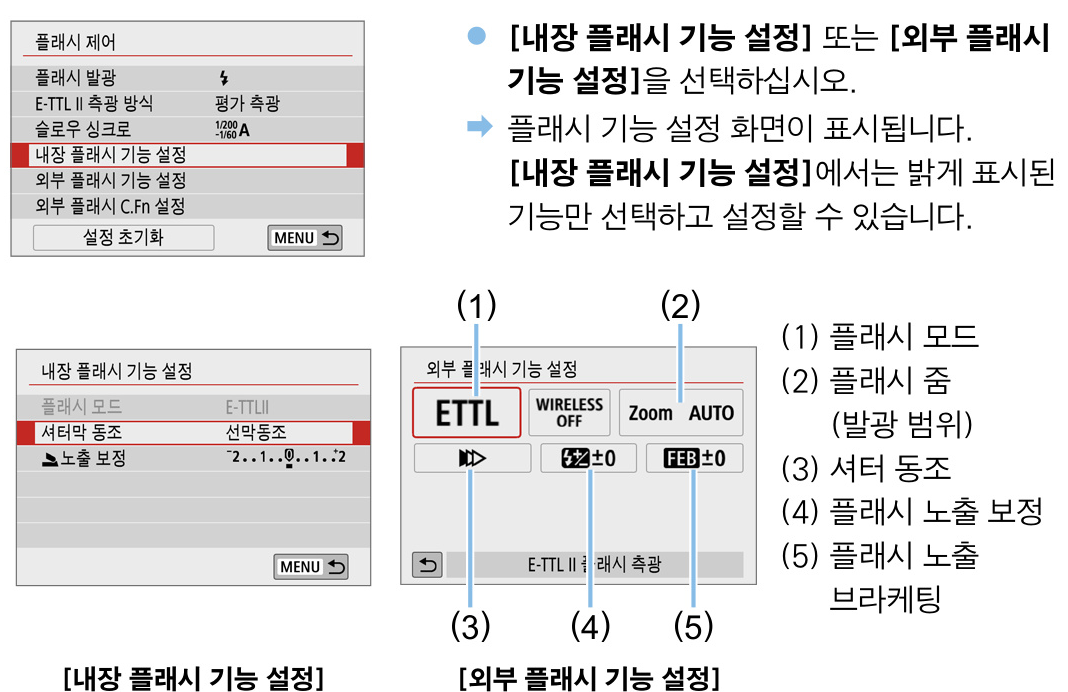 플래시 제어
플래시 발광
E-TTL II 측광 방식 평가 측광
슬로우 싱크로 1/200 -1/60 A
내장 플래시 기능 설정
외부 플래시 기능 설정
외부 플래시 C.Fn 설정
설정 초기화 MENU
[내장 플래시 기능 설정] 또는 [외부 플래시
기능 설정]을 선택하십시오.
플래시 기능 설정 화면이 표시됩니다.
[내장 플래시 기능 설정]에서는 밝게 표시된
기능만 선택하고 설정할 수 있습니다.
내장 플래시 기능 설정
플래시 모드 E-TTLII
셔터막 동조 선막동조
노출 보정 -2..1..0..1..+2
MENU
[내장 플래시 기능 설정]
(1) (2)
외부 플래시 기능 설정
ETTL WIRELESS OFF Zoom AUTO
±0 FEB±0
E-TTL II 플래시 측광
(3) (4) (5)
[외부 플래시 기능 설정]
(1) 플래시 모드
(2) 플래시 줌
(발광 범위)
(3) 셔터 동조
(4) 플래시 노출 보정
(5) 플래시 노출
브라케팅